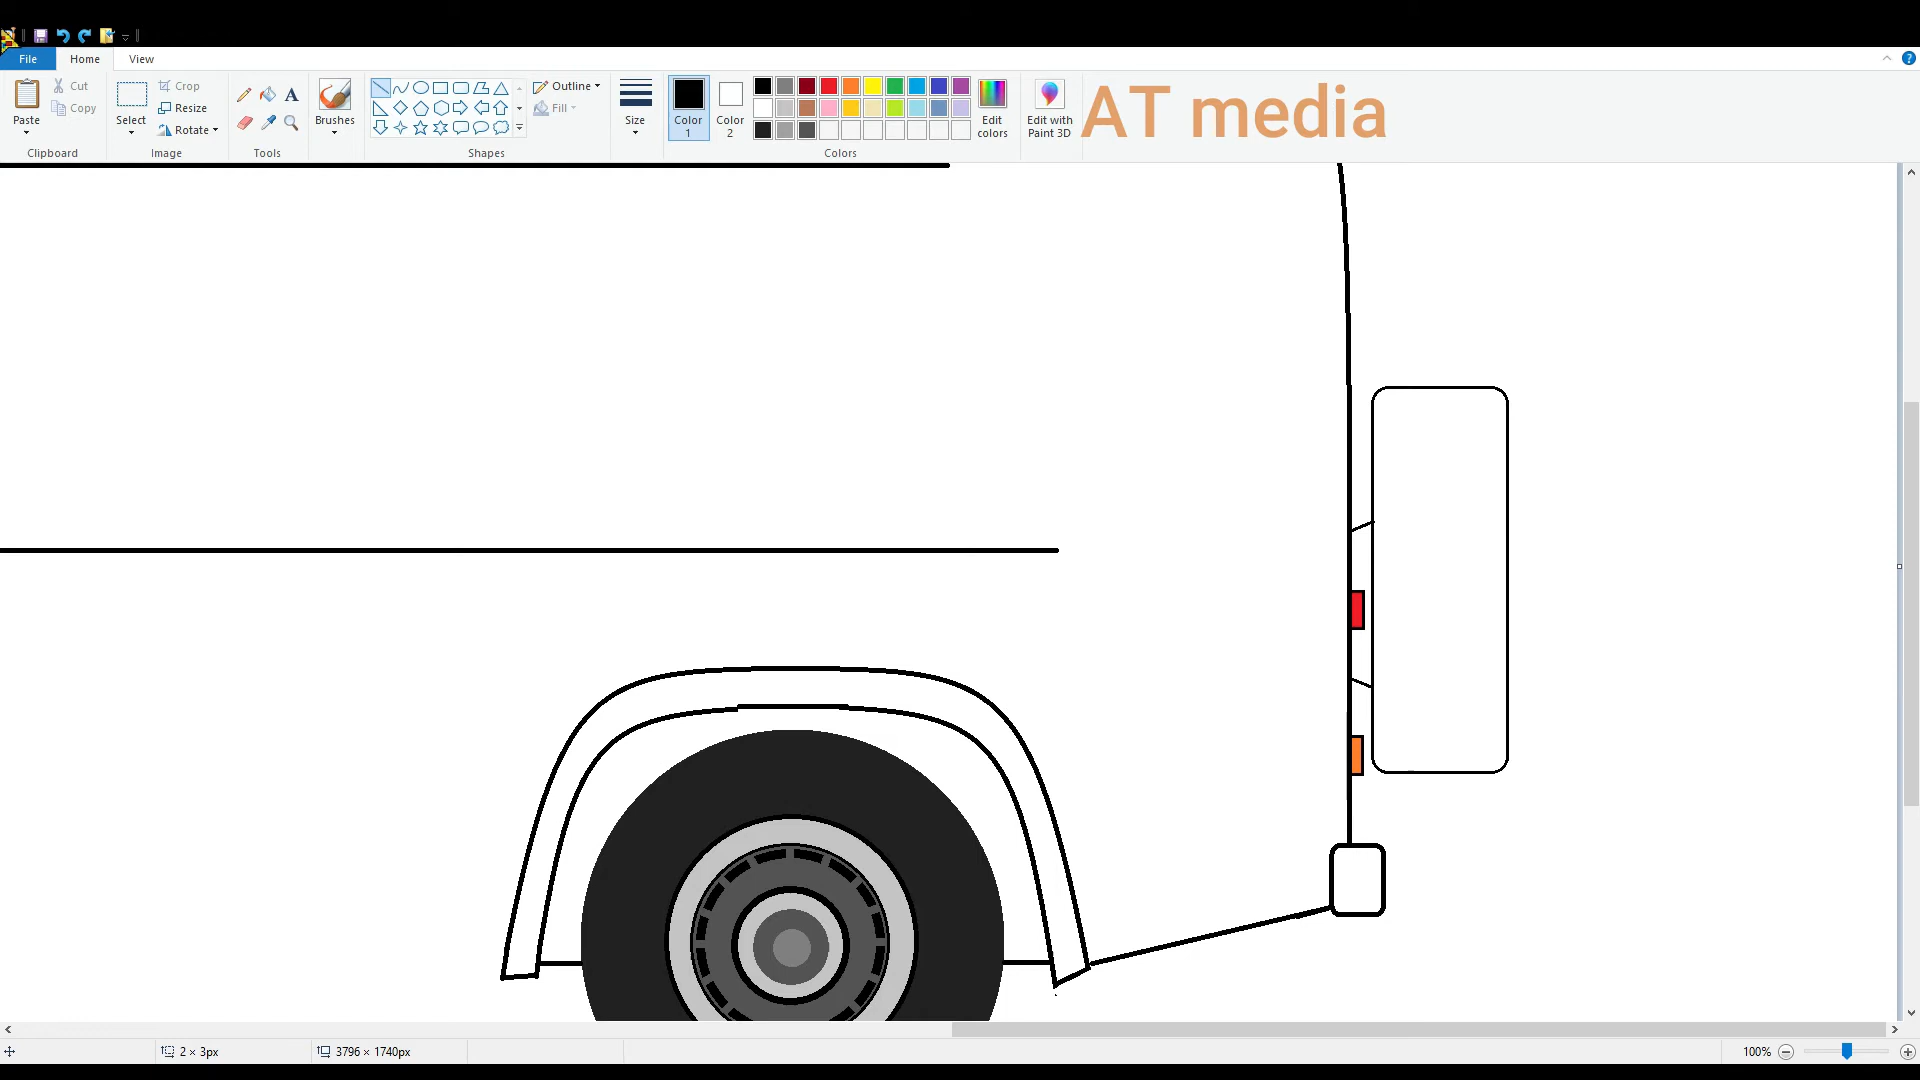 File Home View
Paste Cut Copy Clipboard
Select Crop Resize Rotate Image
A Tools
Brushes
Shapes Outline Fill
Size
Color 1 Color 2 Edit colors Colors
Edit with Paint 3D
AT media
2 × 3px 3796 × 1740px 100%